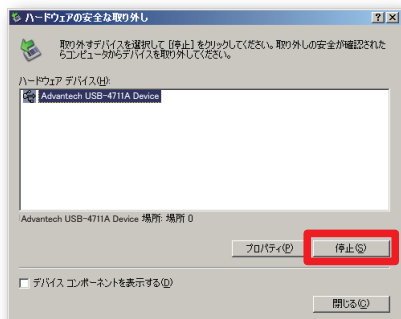 ハードウェアの安全な取り外し
取り外すデバイスを選択して [停止] をクリックしてください。取り外しの安全が確認された
らコンピュータからデバイスを取り外してください。
ハードウェア デバイス(H):
Advantech USB-4711A Device
Advantech USB-4711A Device 場所: 場所 0
プロパティ(P)
停止(S)
デバイス コンポーネントを表示する(D)
閉じる(C)